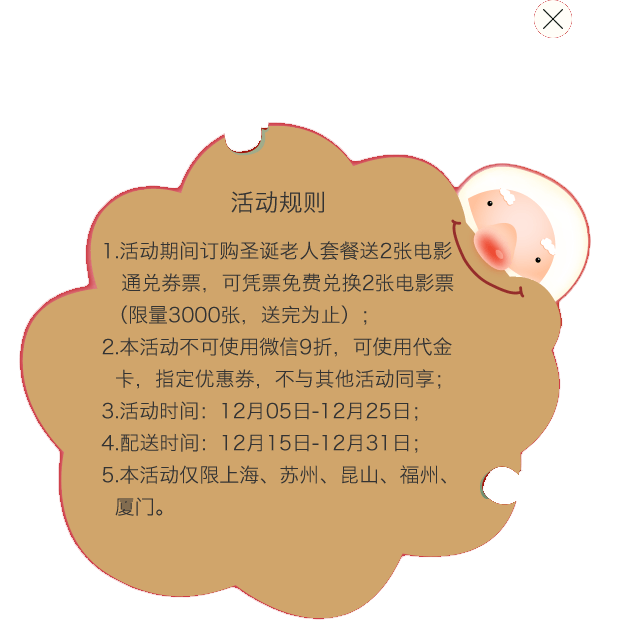 活动规则
1.活动期间订购圣诞老人套餐送2张电影
通兑券票，可凭票免费兑换2张电影票
（限量3000张，送完为止）；
2.本活动不可使用微信9折，可使用代金
卡，指定优惠券，不与其他活动同享；
3.活动时间：12月05日-12月25日；
4.配送时间：12月15日-12月31日；
5.本活动仅限上海、苏州、昆山、福州、
厦门。